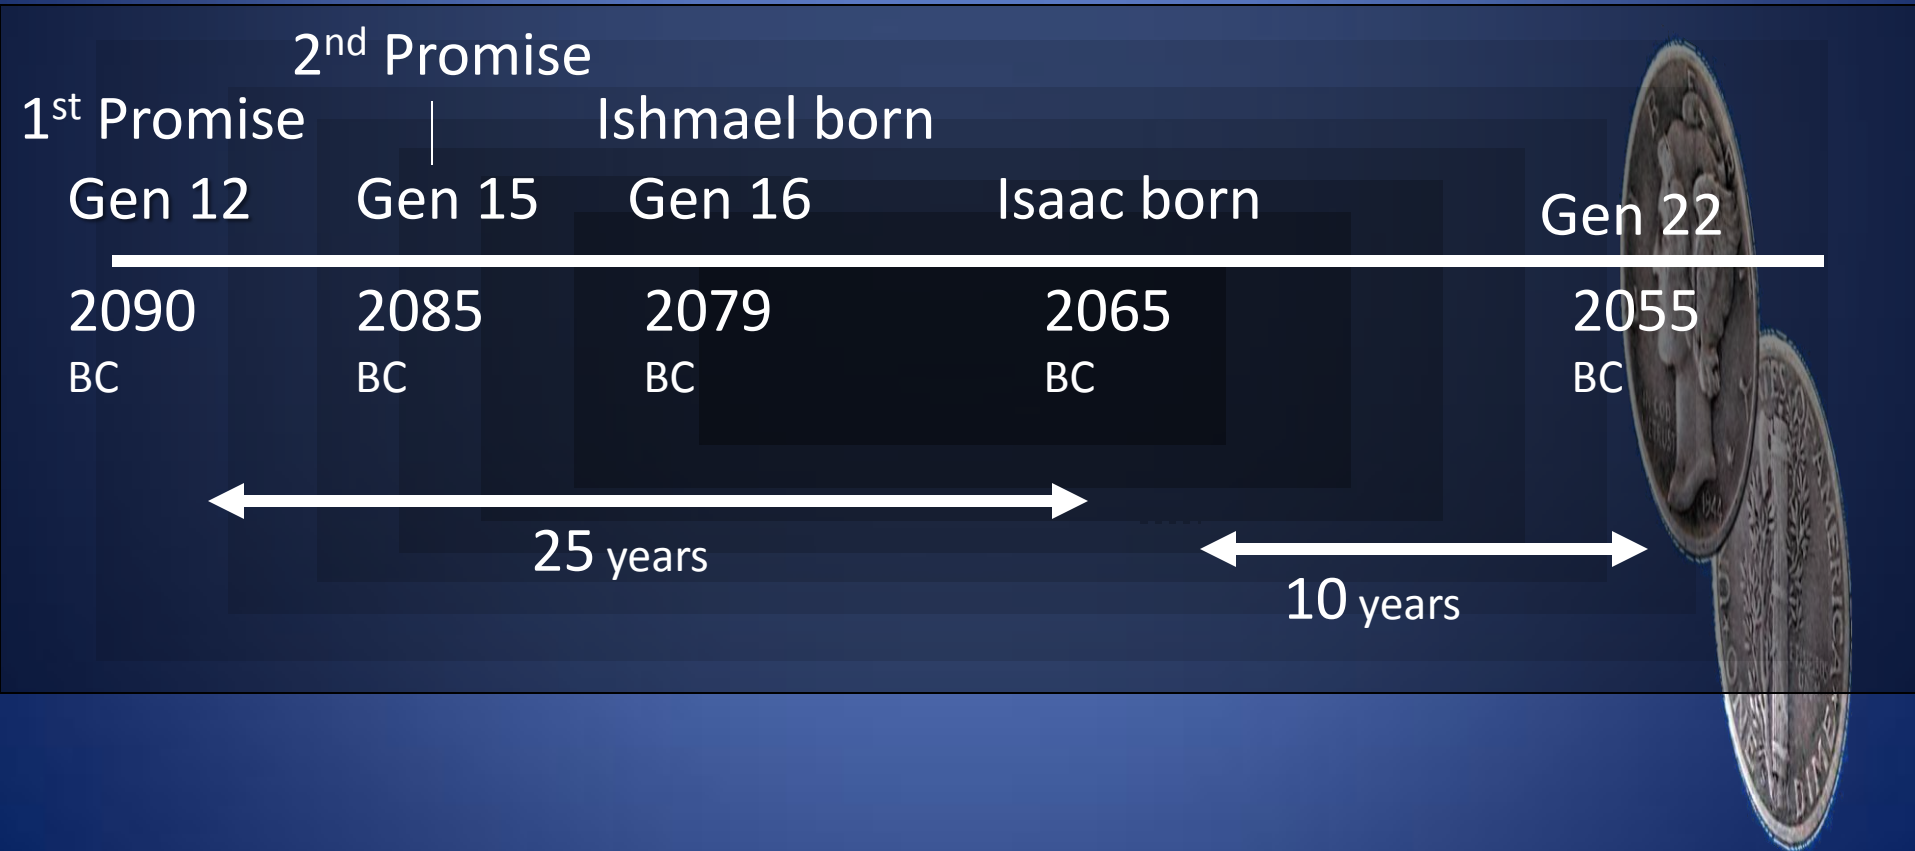 2nd Promise
1st Promise
Ishmael born
Gen 12
Gen 15
Gen 16
Isaac born
Gen 22
2090
BC
2085
BC
2079
BC
2065
BC
2055
BC
25 years
10 years